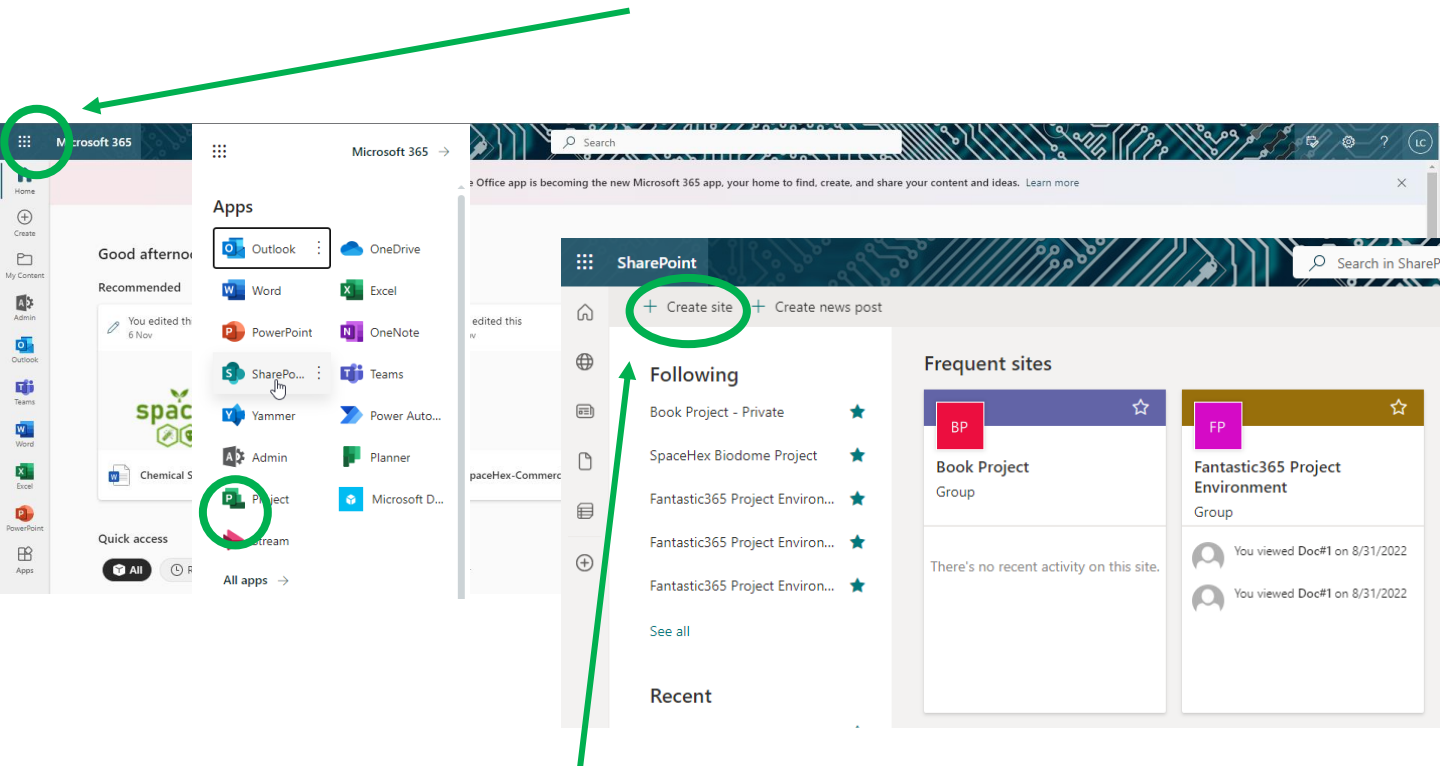 Microsoft 365
Search
LC
Home
Create
My Content
Admin
Outlook
Teams
Word
Excel
PowerPoint
Apps
e Office app is becoming the new Microsoft 365 app, your home to find, create, and share your content and ideas. Learn more
Good afterno
Recommended
You edited thi
6 Nov
spac
Chemical S
Quick access
All
R
Microsoft 365
Apps
Outlook
OneDrive
Word
Excel
PowerPoint
OneNote
SharePo...
Teams
Yammer
Power Auto...
Admin
Planner
Project
Microsoft D...
Stream
All apps
edited this
paceHex-Commerc
SharePoint
Search in ShareP
Create site
Create news post
Following
Book Project - Private
SpaceHex Biodome Project
Fantastic365 Project Environ...
Fantastic365 Project Environ...
Fantastic365 Project Environ...
See all
Recent
Frequent sites
BP
Book Project
Group
There's no recent activity on this site.
FP
Fantastic365 Project
Environment
Group
You viewed Doc#1 on 8/31/2022
You viewed Doc#1 on 8/31/2022